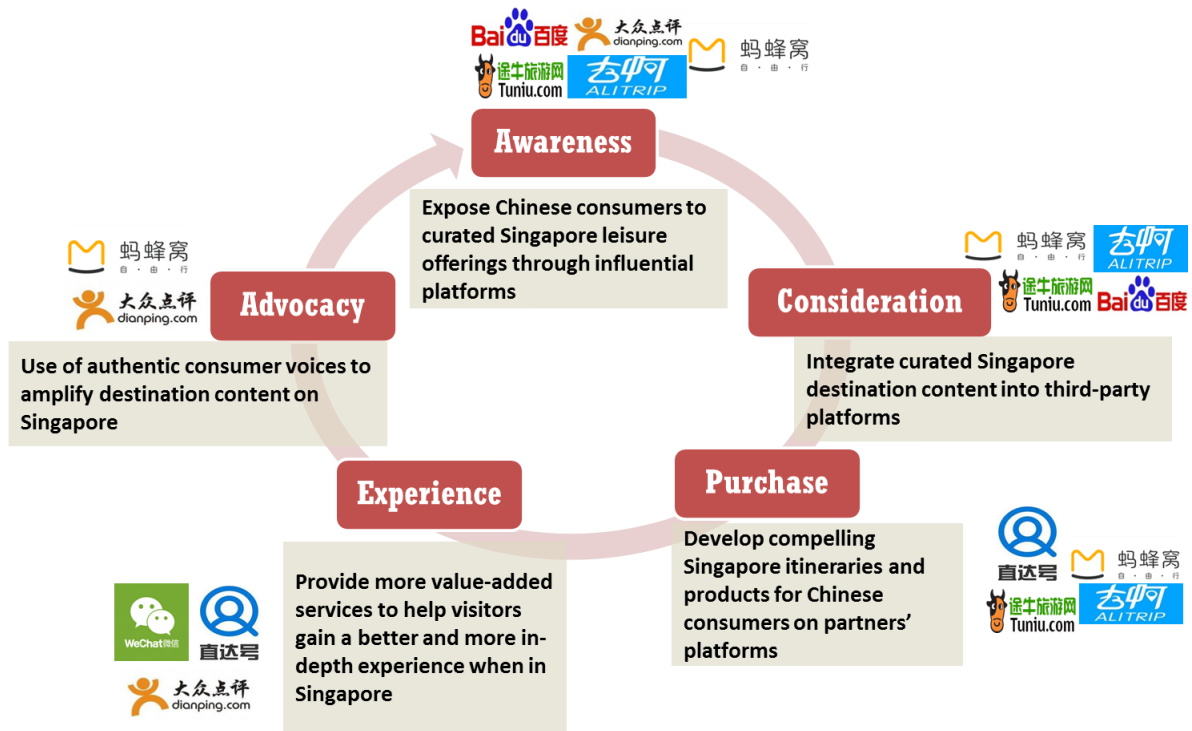 Bai du 百度
大众点评
dianping.com
蚂蜂窝
自·由·行
途牛旅游网
Tuniu.com
去啊
ALITRIP
Awareness
Expose Chinese consumers to
curated Singapore leisure
offerings through influential
platforms
蚂蜂窝
自·由·行
去啊
ALITRIP
途牛旅游网
Tuniu.com
Bai du 百度
Consideration
Integrate curated Singapore
destination content into third-party
platforms
Purchase
Develop compelling
Singapore itineraries and
products for Chinese
consumers on partners’
platforms
直达号
蚂蜂窝
自·由·行
途牛旅游网
Tuniu.com
去啊
ALITRIP
Experience
Provide more value-added
services to help visitors
gain a better and more in-
depth experience when in
Singapore
WeChat微信
直达号
大众点评
dianping.com
蚂蜂窝
自·由·行
大众点评
dianping.com
Advocacy
Use of authentic consumer voices to
amplify destination content on
Singapore